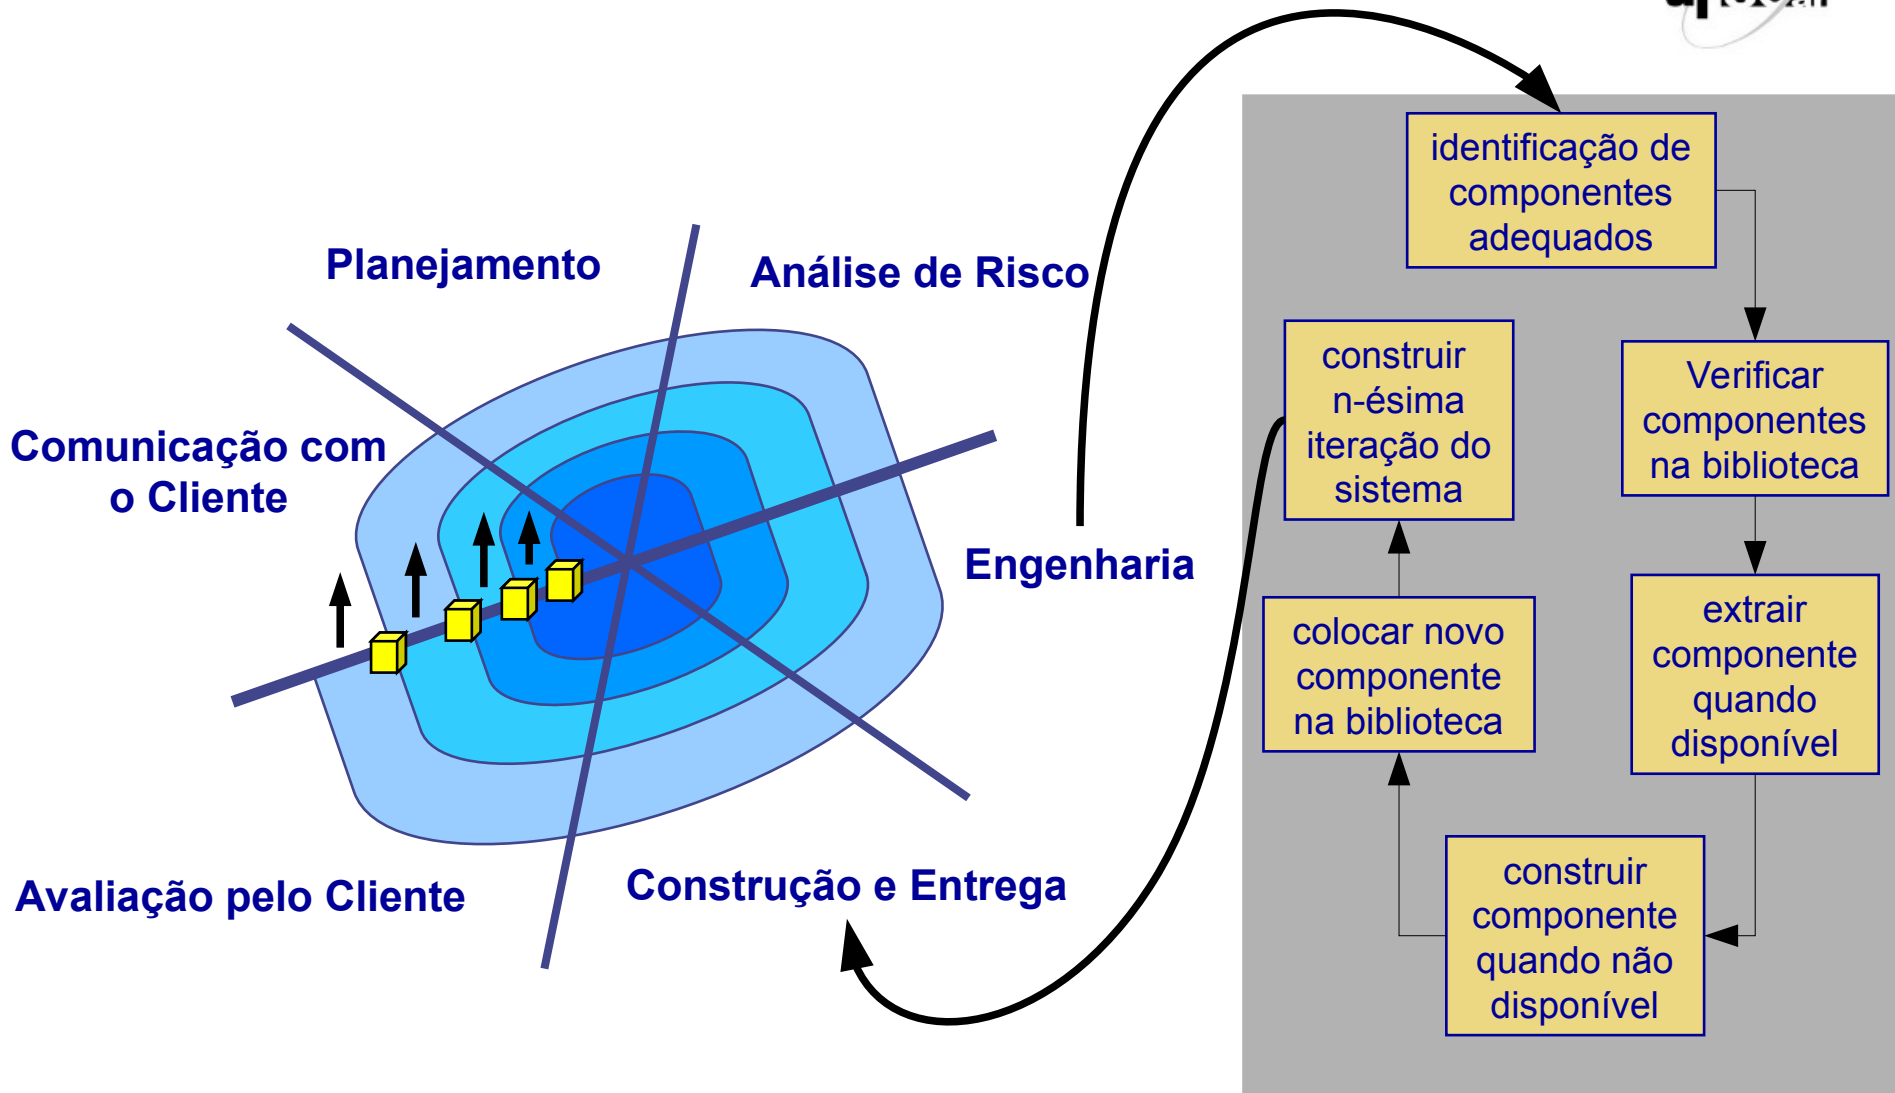 Planejamento
Análise de Risco
Comunicação com
o Cliente
Engenharia
Avaliação pelo Cliente
Construção e Entrega
identificação de
componentes
adequados
Verificar
componentes
na biblioteca
extrair
componente
quando
disponível
construir
componente
quando não
disponível
colocar novo
componente
na biblioteca
construir
n-ésima
iteração do
sistema